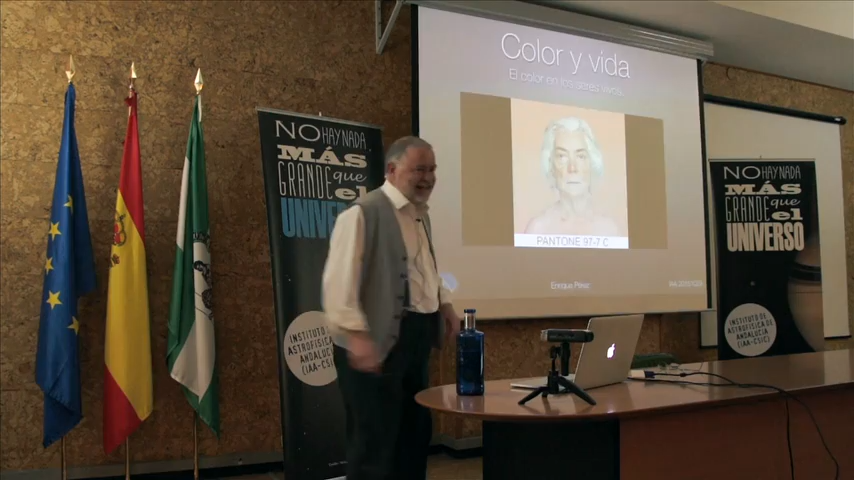 Color y vida
El color en los seres vivos.
PANTONE 97-7 C
Enrique Pérez
NO HAY NADA
MÁS
GRANDE que
el
UNIVERSO
INSTITUTO DE
ASTROFÍSICA
ANDALUCÍA
(IAA-CSIC)
NO HAY NADA
MÁS
GRANDE que
el
UNIVERSO
INSTITUTO DE
ASTROFÍSICA DE
ANDALUCÍA
(IAA-CSIC)